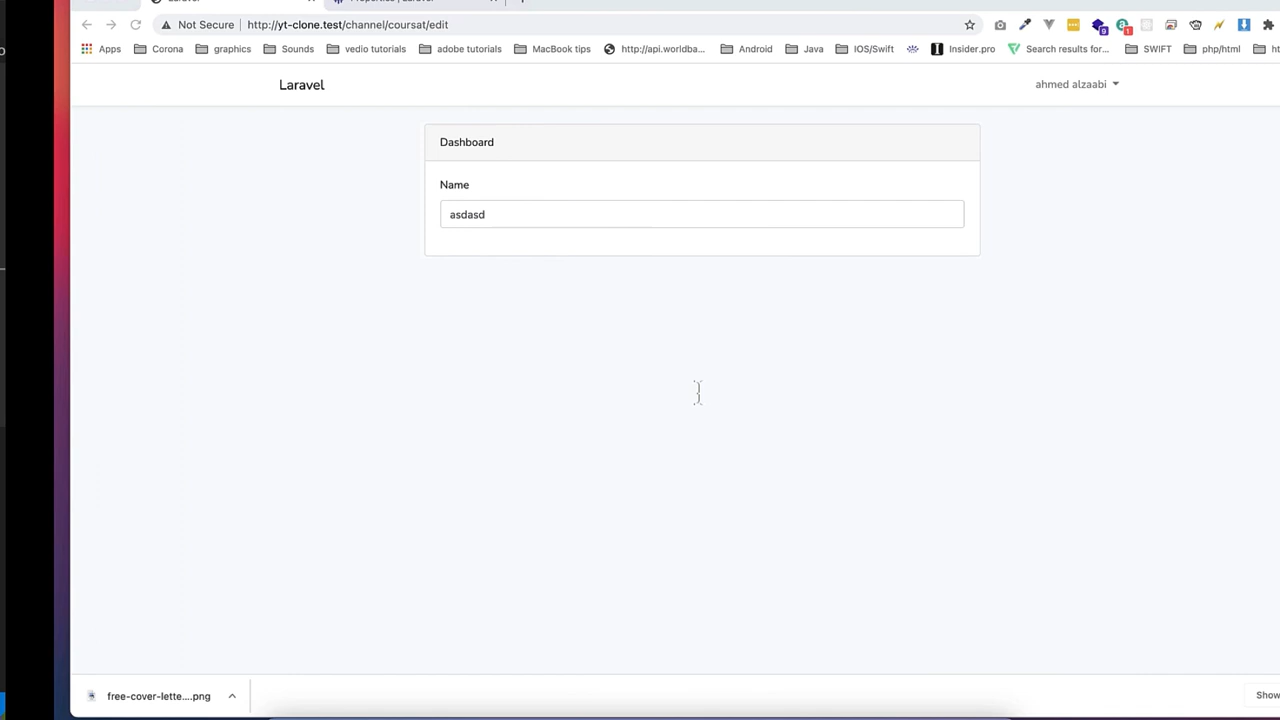 Not Secure
http://yt-clone.test/channel/coursat/edit
9
1
Apps
Corona
graphics
Sounds
vedio tutorials
adobe tutorials
MacBook tips
http://api.worldba...
Android
Java
IOS/Swift
Insider.pro
Search results for...
SWIFT
php/html
Laravel
ahmed alzaabi
Dashboard
Name
asdasd
free-cover-lette....png
Show